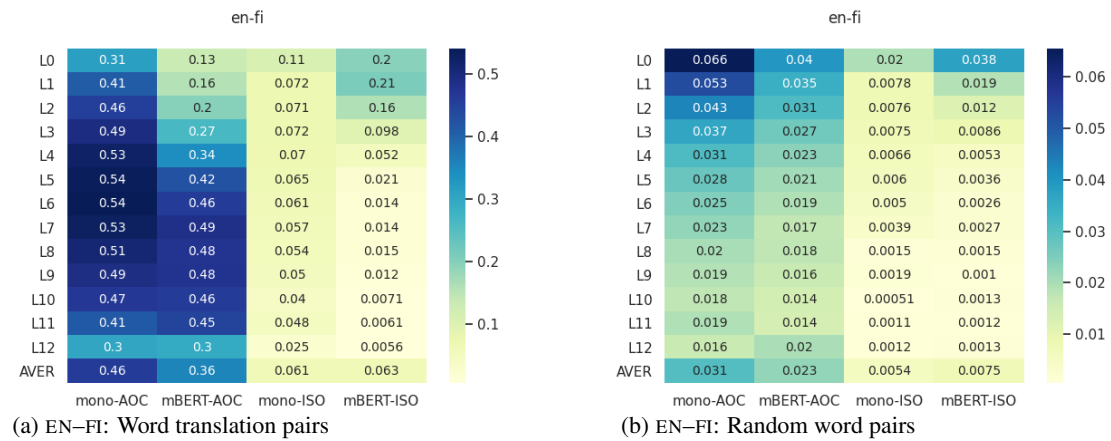 en-fi
L0 0.31 0.13 0.11 0.2
L1 0.41 0.16 0.072 0.21
L2 0.46 0.2 0.071 0.16
L3 0.49 0.27 0.072 0.098
L4 0.53 0.34 0.07 0.052
L5 0.54 0.42 0.065 0.021
L6 0.54 0.46 0.061 0.014
L7 0.53 0.49 0.057 0.014
L8 0.51 0.48 0.054 0.015
L9 0.49 0.48 0.05 0.012
L10 0.47 0.46 0.04 0.0071
L11 0.41 0.45 0.048 0.0061
L12 0.3 0.3 0.025 0.0056
AVER 0.46 0.36 0.061 0.063
mono-AOC mBERT-AOC mono-ISO mBERT-ISO
0.5
0.4
0.3
0.2
0.1
(a) EN–FI: Word translation pairs
en-fi
L0 0.066 0.04 0.02 0.038
L1 0.053 0.035 0.0078 0.019
L2 0.043 0.031 0.0076 0.012
L3 0.037 0.027 0.0075 0.0086
L4 0.031 0.023 0.0066 0.0053
L5 0.028 0.021 0.006 0.0036
L6 0.025 0.019 0.005 0.0026
L7 0.023 0.017 0.0039 0.0027
L8 0.02 0.018 0.0015 0.0015
L9 0.019 0.016 0.0019 0.001
L10 0.018 0.014 0.00051 0.0013
L11 0.019 0.014 0.0011 0.0012
L12 0.016 0.02 0.0012 0.0013
AVER 0.031 0.023 0.0054 0.0075
mono-AOC mBERT-AOC mono-ISO mBERT-ISO
0.06
0.05
0.04
0.03
0.02
0.01
(b) EN–FI: Random word pairs